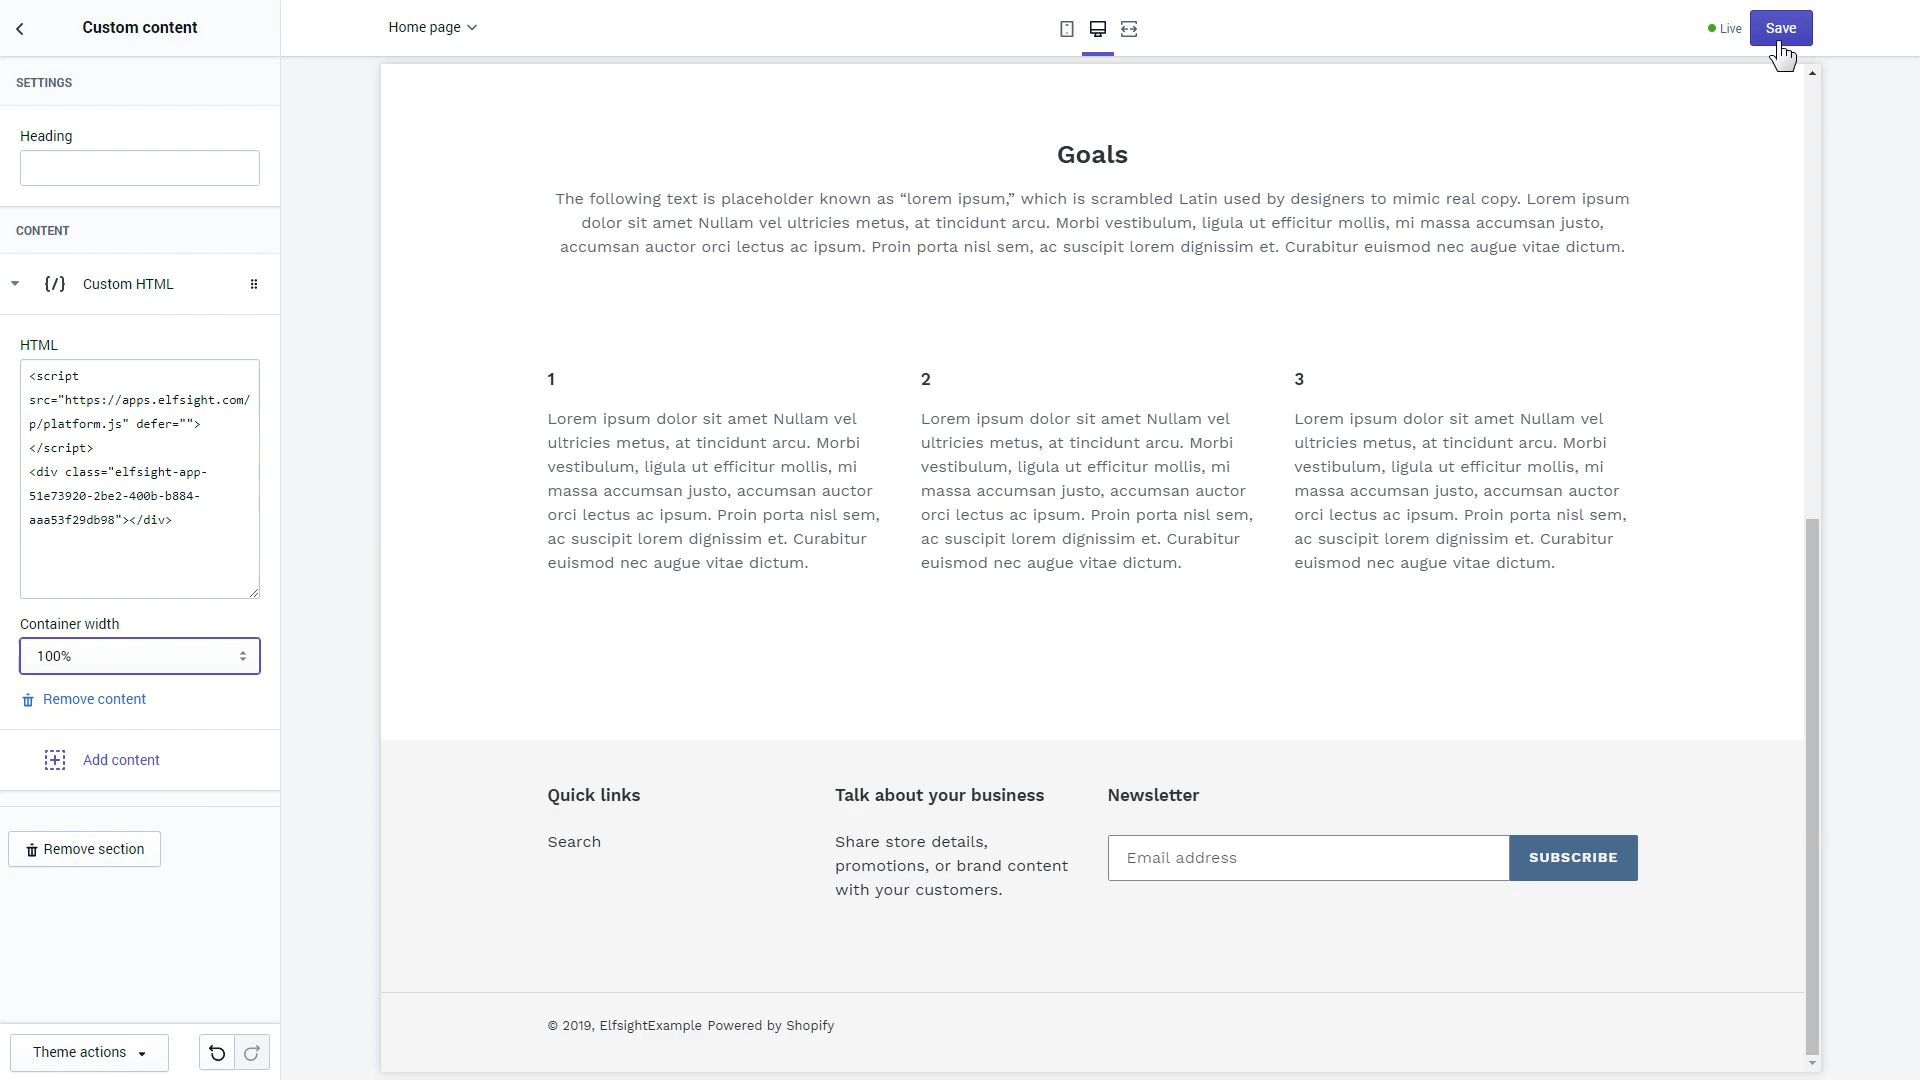 Custom content
Home page
Live
Save
SETTINGS
Heading
CONTENT
Custom HTML
HTML
<script
src="https://apps.elfsight.com/
p/platform.js" defer="">
</script>
<div class="elfsight-app-
51e73920-2be2-400b-b884-
aaa53f29db98"></div>
Container width
100%
Remove content
Add content
Remove section
Theme actions
Goals
The following text is placeholder known as “lorem ipsum,” which is scrambled Latin used by designers to mimic real copy. Lorem ipsum
dolor sit amet Nullam vel ultricies metus, at tincidunt arcu. Morbi vestibulum, ligula ut efficitur mollis, mi massa accumsan justo,
accumsan auctor orci lectus ac ipsum. Proin porta nisl sem, ac suscipit lorem dignissim et. Curabitur euismod nec augue vitae dictum.
1
Lorem ipsum dolor sit amet Nullam vel
ultricies metus, at tincidunt arcu. Morbi
vestibulum, ligula ut efficitur mollis, mi
massa accumsan justo, accumsan auctor
orci lectus ac ipsum. Proin porta nisl sem,
ac suscipit lorem dignissim et. Curabitur
euismod nec augue vitae dictum.
2
Lorem ipsum dolor sit amet Nullam vel
ultricies metus, at tincidunt arcu. Morbi
vestibulum, ligula ut efficitur mollis, mi
massa accumsan justo, accumsan auctor
orci lectus ac ipsum. Proin porta nisl sem,
ac suscipit lorem dignissim et. Curabitur
euismod nec augue vitae dictum.
3
Lorem ipsum dolor sit amet Nullam vel
ultricies metus, at tincidunt arcu. Morbi
vestibulum, ligula ut efficitur mollis, mi
massa accumsan justo, accumsan auctor
orci lectus ac ipsum. Proin porta nisl sem,
ac suscipit lorem dignissim et. Curabitur
euismod nec augue vitae dictum.
Quick links
Search
Talk about your business
Share store details,
promotions, or brand content
with your customers.
Newsletter
Email address
SUBSCRIBE
© 2019, ElfsightExample Powered by Shopify